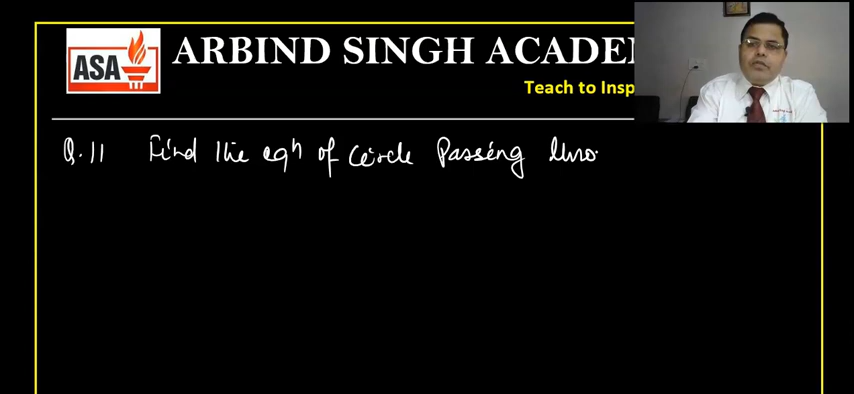 ASA
ARBIND SINGH ACADE
Teach to Insp
Q.11 Find the eqn of Circle Passing thro